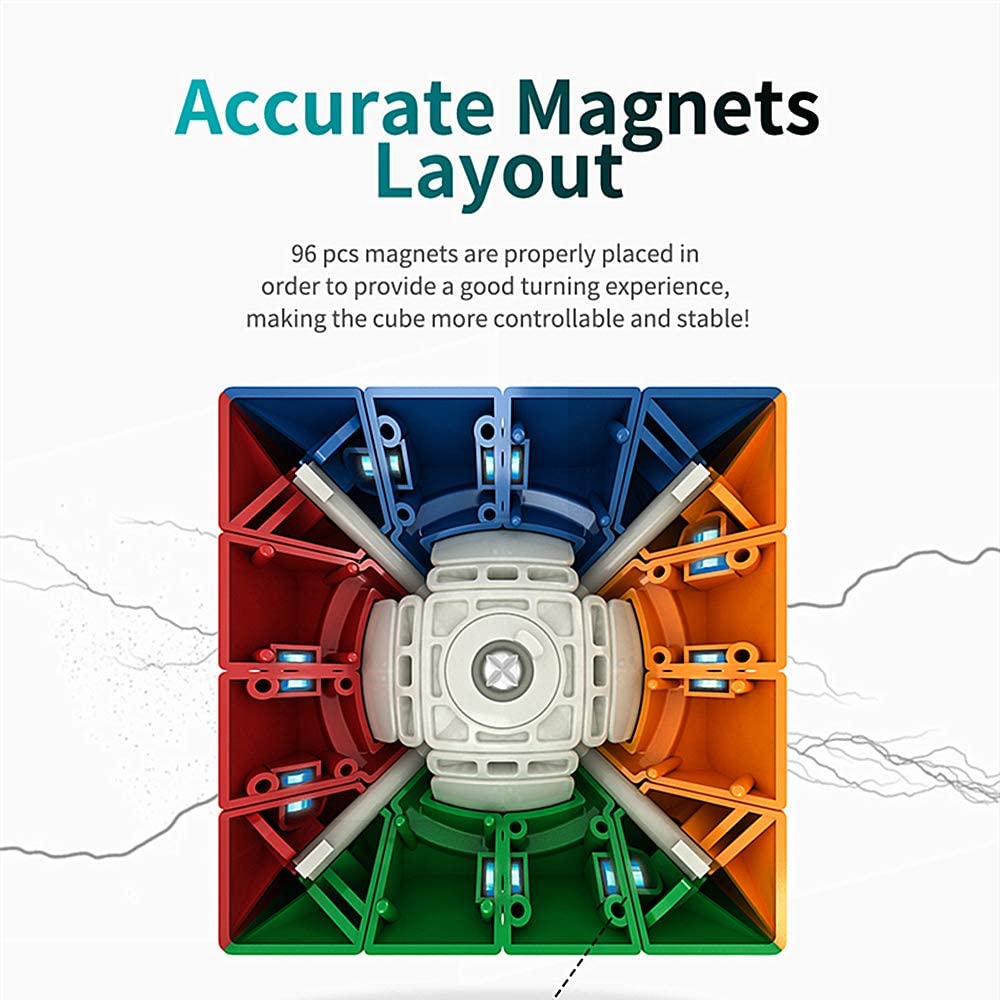 Accurate Magnets
Layout
96 pcs magnets are properly placed in
order to provide a good turning experience,
making the cube more controllable and stable!